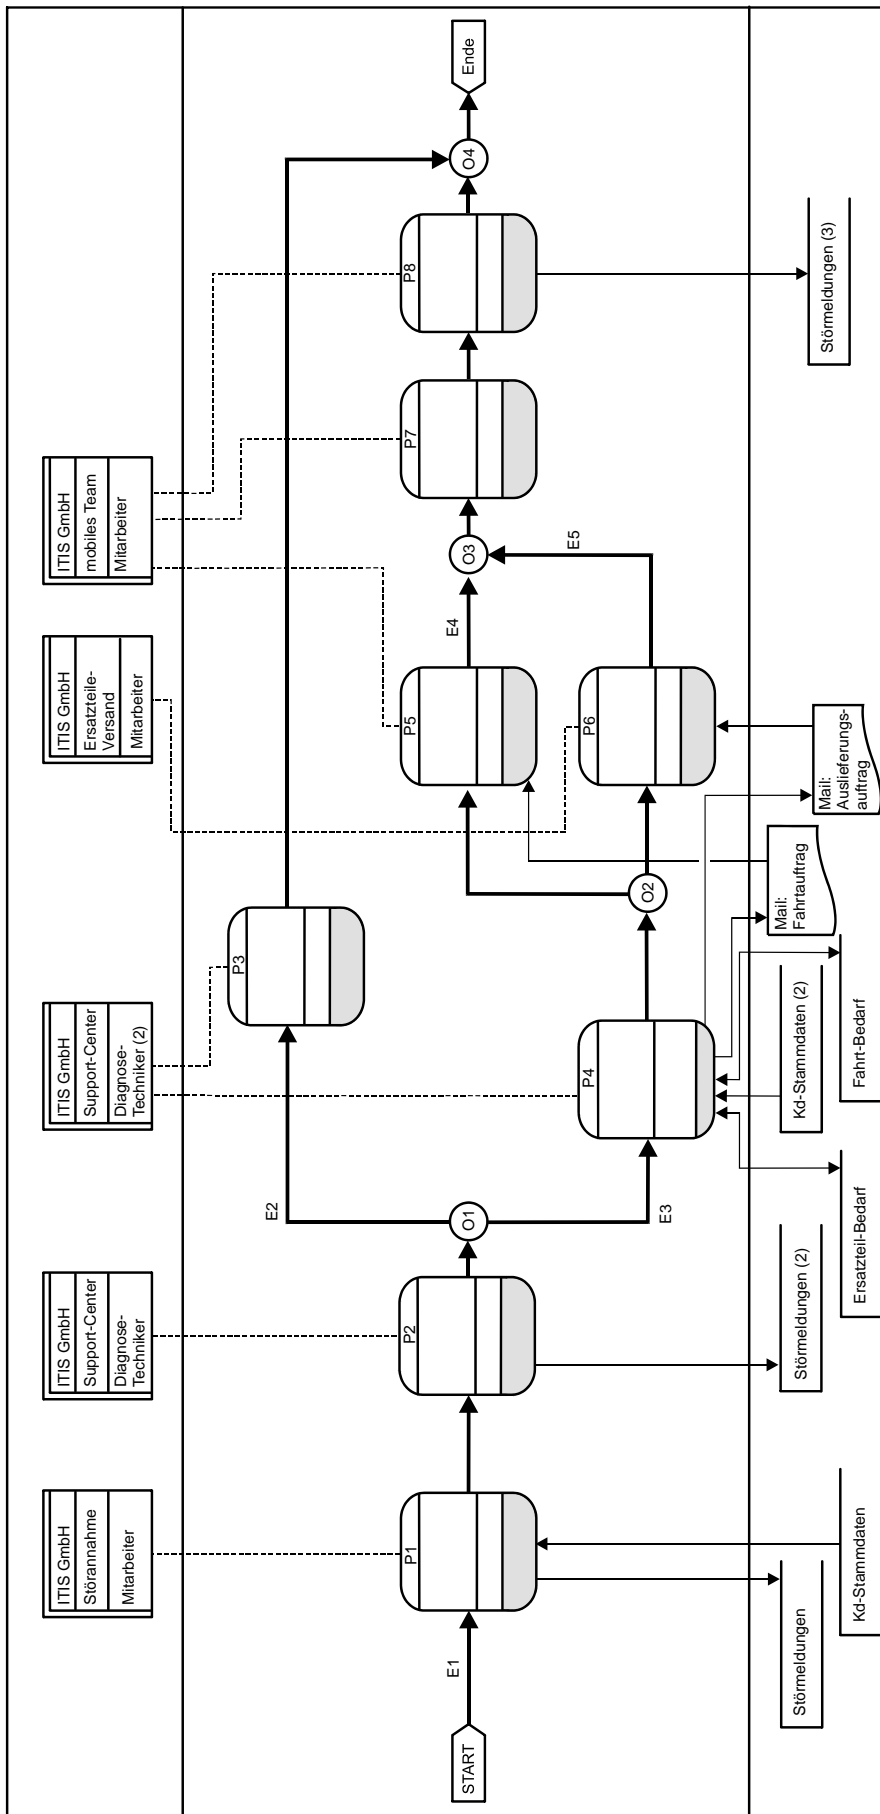 ITIS GmbH
Störannahme
Mitarbeiter
ITIS GmbH
Support-Center
Diagnose-
Techniker
ITIS GmbH
Support-Center
Diagnose-
Techniker (2)
ITIS GmbH
Ersatzteile-
Versand
Mitarbeiter
ITIS GmbH
mobiles Team
Mitarbeiter
START
E1
P1
P2
O1
E2
E3
P3
P4
O2
P5
P6
E4
E5
O3
P7
P8
O4
Ende
Störmeldungen
Kd-Stammdaten
Störmeldungen (2)
Ersatzteil-Bedarf
Kd-Stammdaten (2)
Fahrt-Bedarf
Mail:
Fahrtauftrag
Mail:
Auslieferungs-
auftrag
Störmeldungen (3)